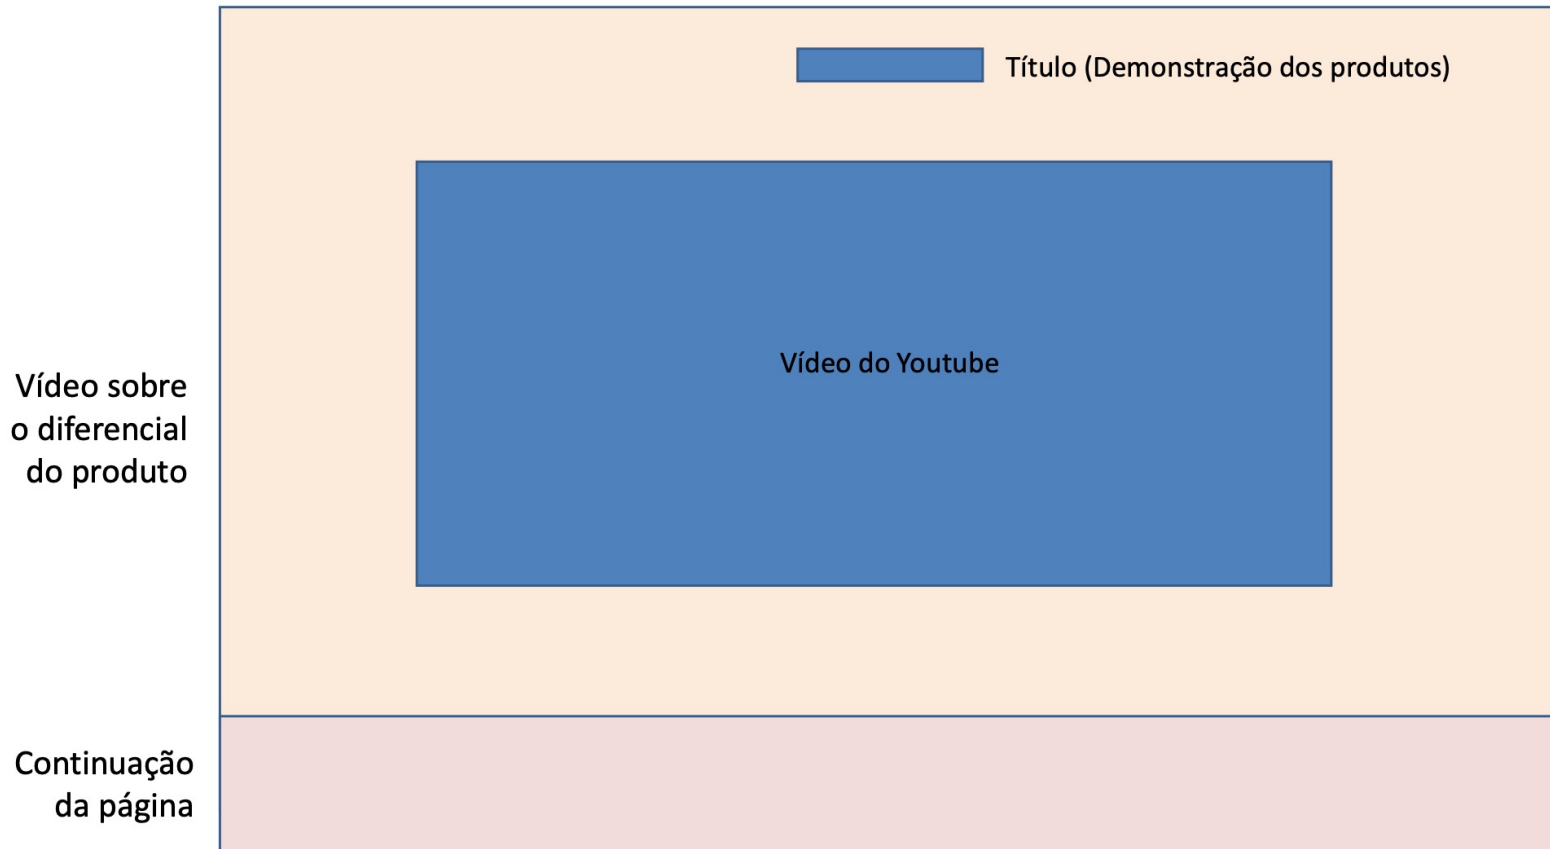 Título (Demonstração dos produtos)
Vídeo do Youtube
Vídeo sobre
o diferencial
do produto
Continuação
da página